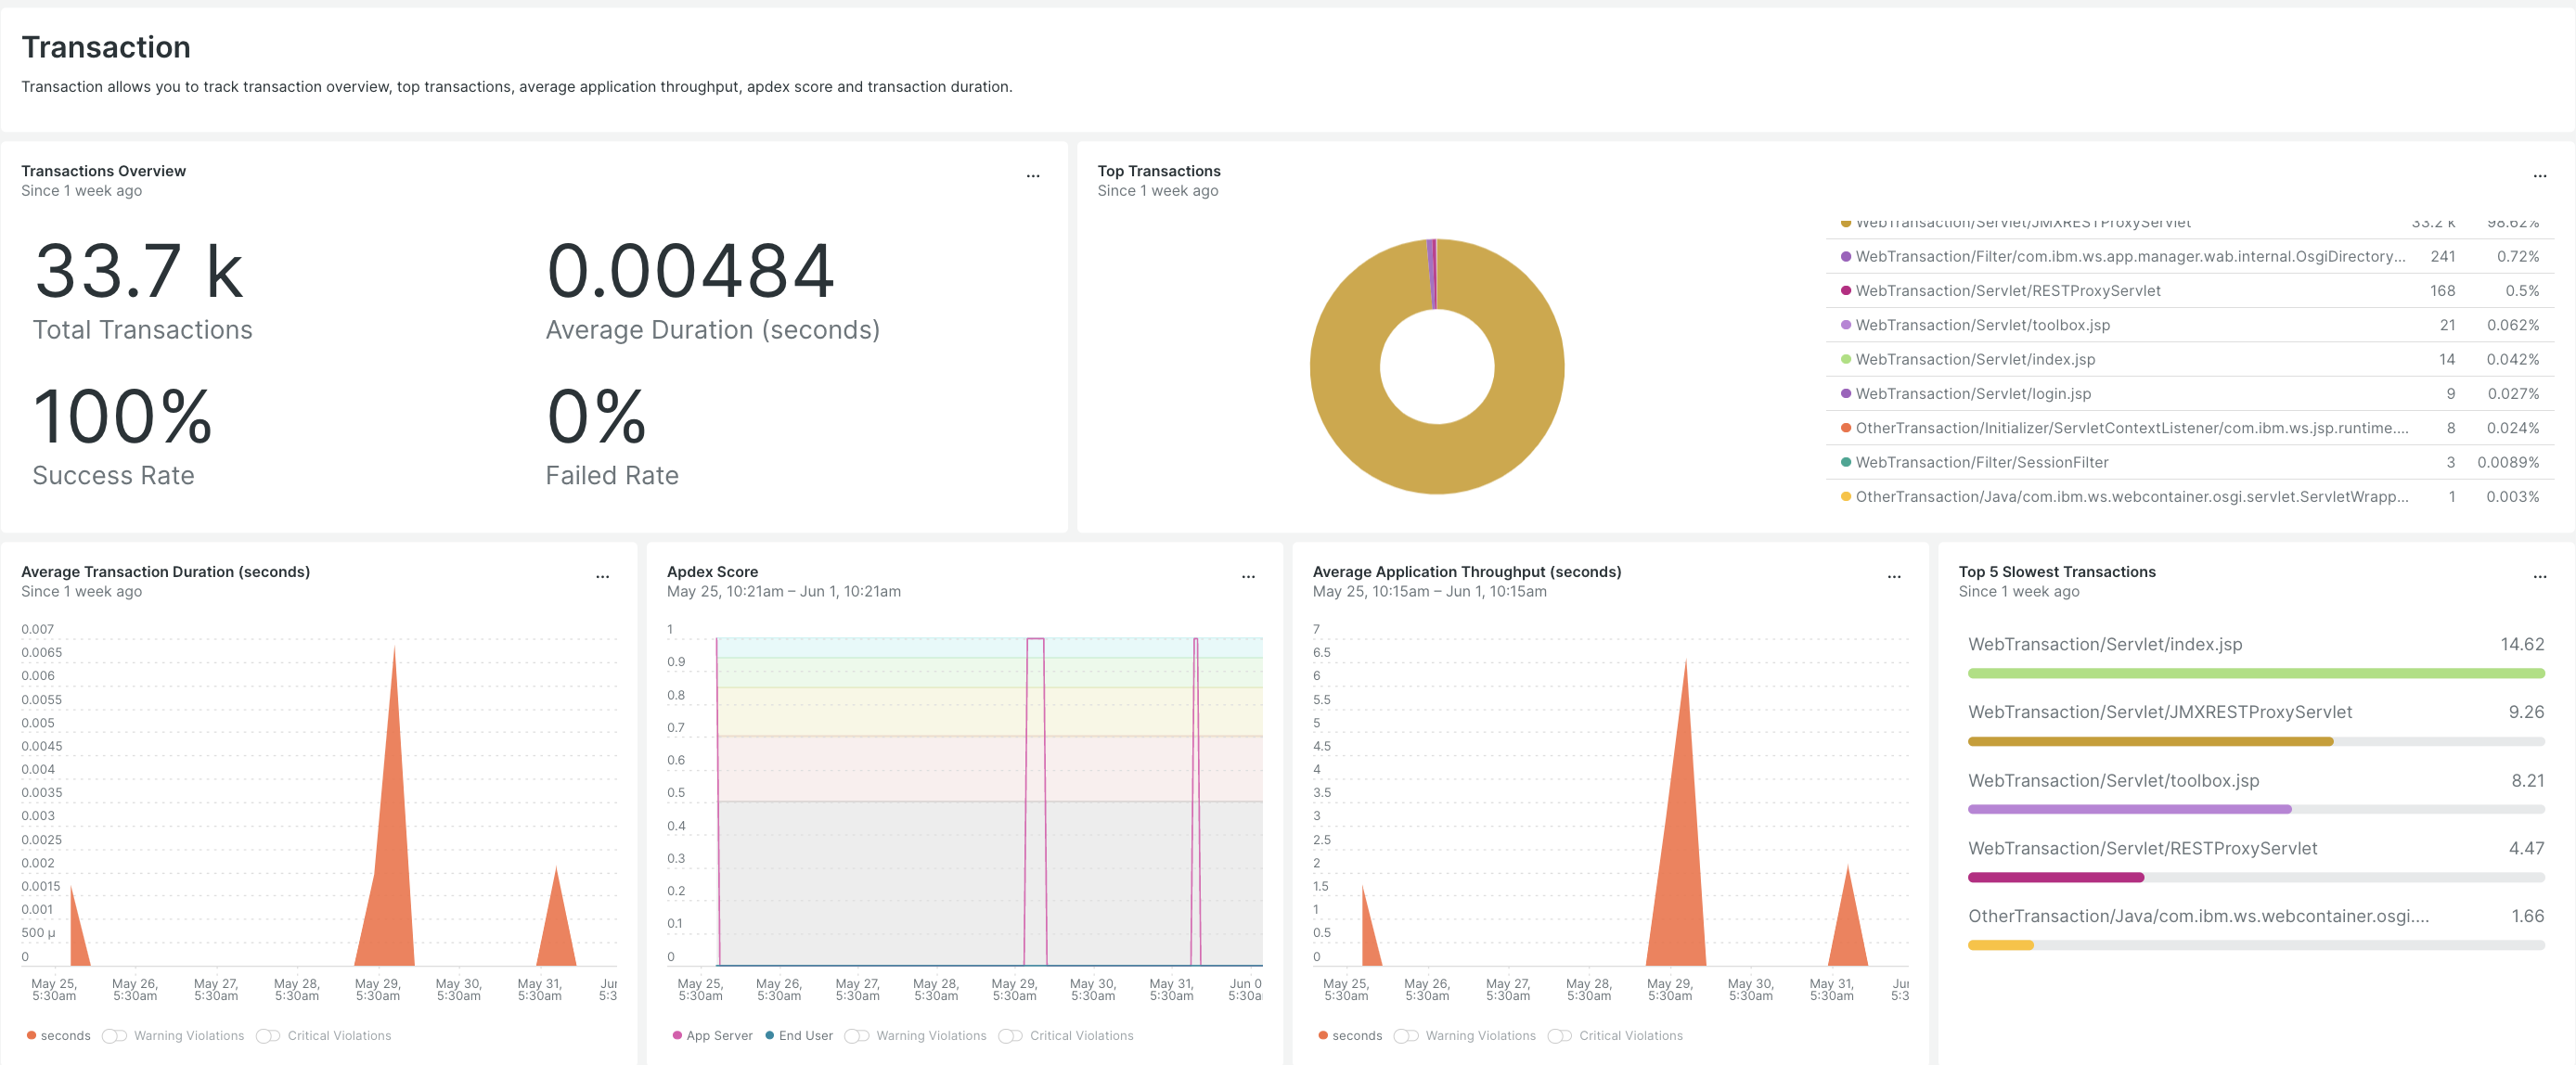 Transaction
Transaction allows you to track transaction overview, top transactions, average application throughput, apdex score and transaction duration.
Transactions Overview
Since 1 week ago
...
33.7 k
Total Transactions
0.00484
Average Duration (seconds)
100%
Success Rate
0%
Failed Rate
Top Transactions
Since 1 week ago
...
WebTransaction/Servlet/JMXRESTProxyServlet 33.2 k 98.62%
WebTransaction/Filter/com.ibm.ws.app.manager.wab.internal.OsgiDirectory... 241 0.72%
WebTransaction/Servlet/RESTProxyServlet 168 0.5%
WebTransaction/Servlet/toolbox.jsp 21 0.062%
WebTransaction/Servlet/index.jsp 14 0.042%
WebTransaction/Servlet/login.jsp 9 0.027%
OtherTransaction/Initializer/ServletContextListener/com.ibm.ws.jsp.runtime.... 8 0.024%
WebTransaction/Filter/SessionFilter 3 0.0089%
OtherTransaction/Java/com.ibm.ws.webcontainer.osgi.servlet.ServletWrapp... 1 0.003%
Average Transaction Duration (seconds)
Since 1 week ago
...
0.007
0.0065
0.006
0.0055
0.005
0.0045
0.004
0.0035
0.003
0.0025
0.002
0.0015
0.001
500 µ
0
May 25, May 26, May 27, May 28, May 29, May 30, May 31, Jun
5:30am 5:30am 5:30am 5:30am 5:30am 5:30am 5:30am 5:3
seconds Warning Violations Critical Violations
Apdex Score
May 25, 10:21am – Jun 1, 10:21am
...
1
0.9
0.8
0.7
0.6
0.5
0.4
0.3
0.2
0.1
0
May 25, May 26, May 27, May 28, May 29, May 30, May 31, Jun 0
5:30am 5:30am 5:30am 5:30am 5:30am 5:30am 5:30am 5:30a
App Server End User Warning Violations Critical Violations
Average Application Throughput (seconds)
May 25, 10:15am – Jun 1, 10:15am
...
7
6.5
6
5.5
5
4.5
4
3.5
3
2.5
2
1.5
1
0.5
0
May 25, May 26, May 27, May 28, May 29, May 30, May 31, Jun
5:30am 5:30am 5:30am 5:30am 5:30am 5:30am 5:30am 5:3
seconds Warning Violations Critical Violations
Top 5 Slowest Transactions
Since 1 week ago
...
WebTransaction/Servlet/index.jsp 14.62
WebTransaction/Servlet/JMXRESTProxyServlet 9.26
WebTransaction/Servlet/toolbox.jsp 8.21
WebTransaction/Servlet/RESTProxyServlet 4.47
OtherTransaction/Java/com.ibm.ws.webcontainer.osgi.... 1.66